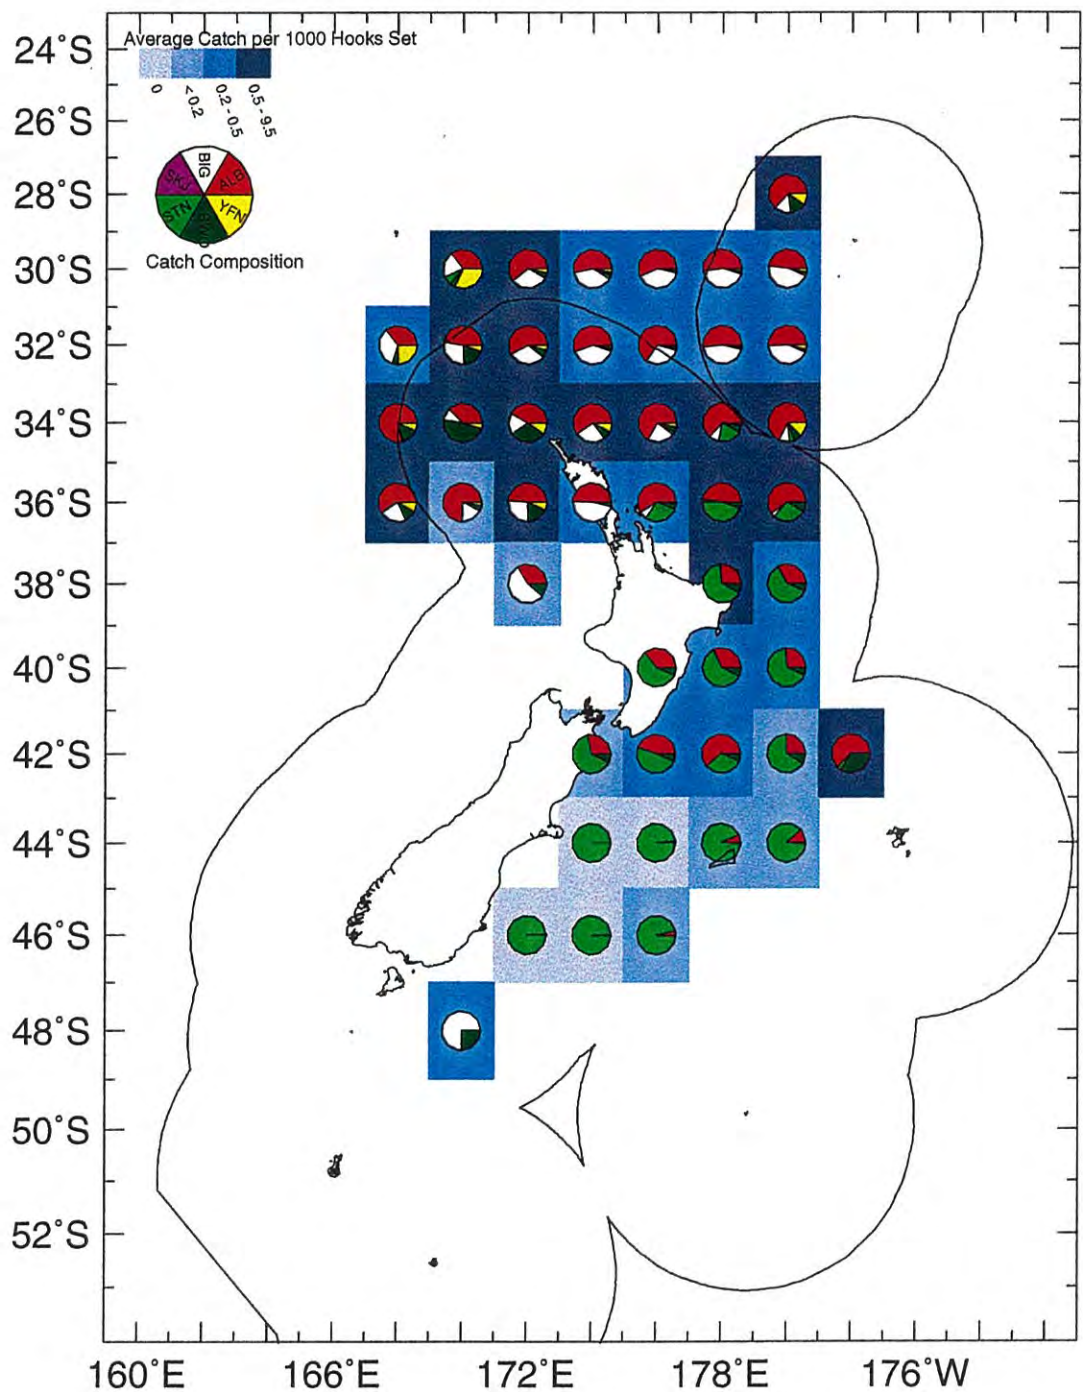 Average Catch per 1000 Hooks Set
0
<0.2
0.2 - 0.5
0.5 - 9.5
BIG
ALB
YFN
STN
SKJ
Catch Composition
24˚S
26˚S
28˚S
30˚S
32˚S
34˚S
36˚S
38˚S
40˚S
42˚S
44˚S
46˚S
48˚S
50˚S
52˚S
160˚E
166˚E
172˚E
178˚E
176˚W